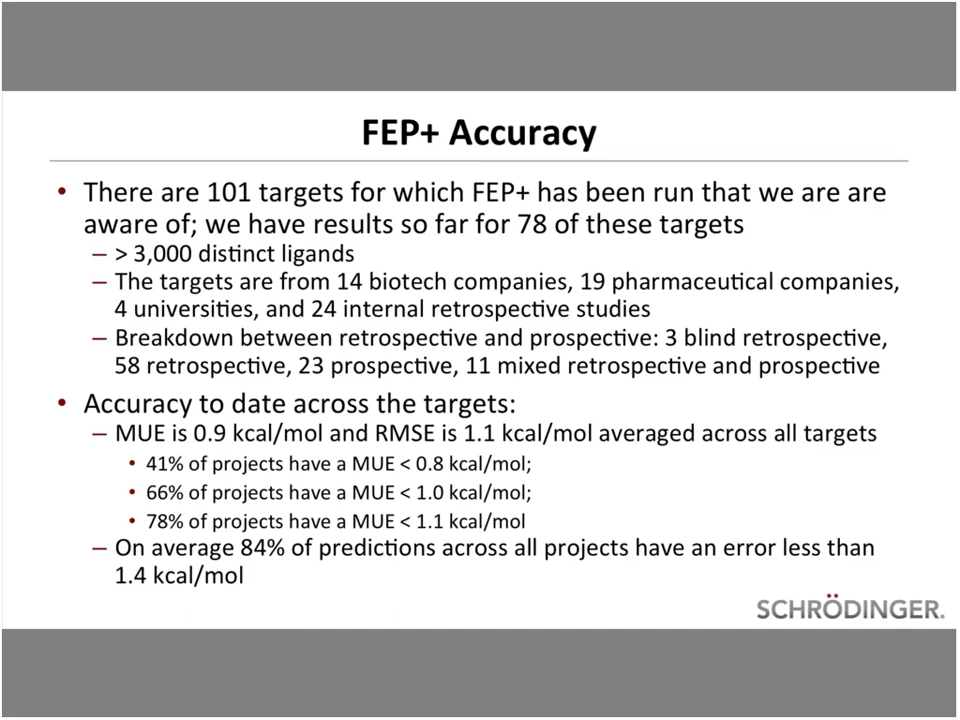 FEP+ Accuracy
• There are 101 targets for which FEP+ has been run that we are are
aware of; we have results so far for 78 of these targets
– > 3,000 distinct ligands
– The targets are from 14 biotech companies, 19 pharmaceutical companies,
4 universities, and 24 internal retrospective studies
– Breakdown between retrospective and prospective: 3 blind retrospective,
58 retrospective, 23 prospective, 11 mixed retrospective and prospective
• Accuracy to date across the targets:
– MUE is 0.9 kcal/mol and RMSE is 1.1 kcal/mol averaged across all targets
• 41% of projects have a MUE < 0.8 kcal/mol;
• 66% of projects have a MUE < 1.0 kcal/mol;
• 78% of projects have a MUE < 1.1 kcal/mol
– On average 84% of predictions across all projects have an error less than
1.4 kcal/mol
SCHRÖDINGER.